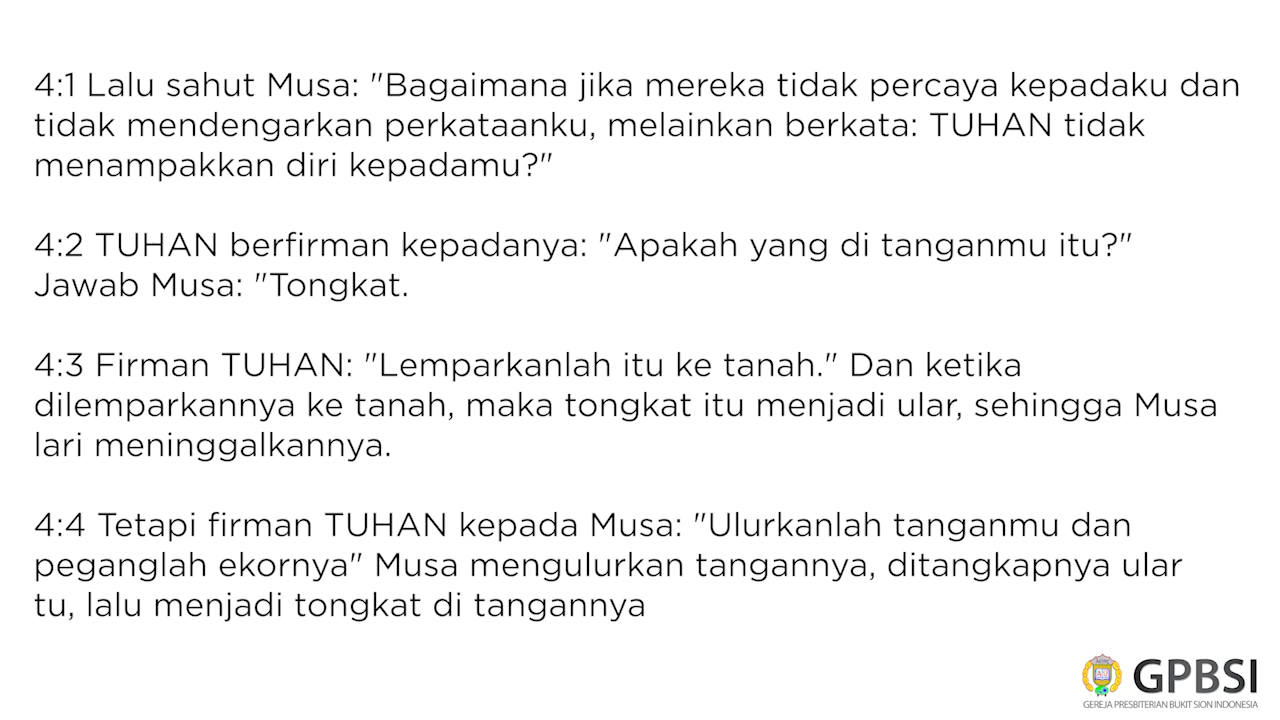 4:1 Lalu sahut Musa: "Bagaimana jika mereka tidak percaya kepadaku dan
tidak mendengarkan perkataanku, melainkan berkata: TUHAN tidak
menampakkan diri kepadamu?"
4:2 TUHAN berfirman kepadanya: "Apakah yang di tanganmu itu?"
Jawab Musa: "Tongkat.
4:3 Firman TUHAN: "Lemparkanlah itu ke tanah." Dan ketika
dilemparkannya ke tanah, maka tongkat itu menjadi ular, sehingga Musa
lari meninggalkannya.
4:4 Tetapi firman TUHAN kepada Musa: "Ulurkanlah tanganmu dan
peganglah ekornya" Musa mengulurkan tangannya, ditangkapnya ular
tu, lalu menjadi tongkat di tangannya
GPBSI
GEREJA PRESBITERIAN BUKIT SION INDONESIA